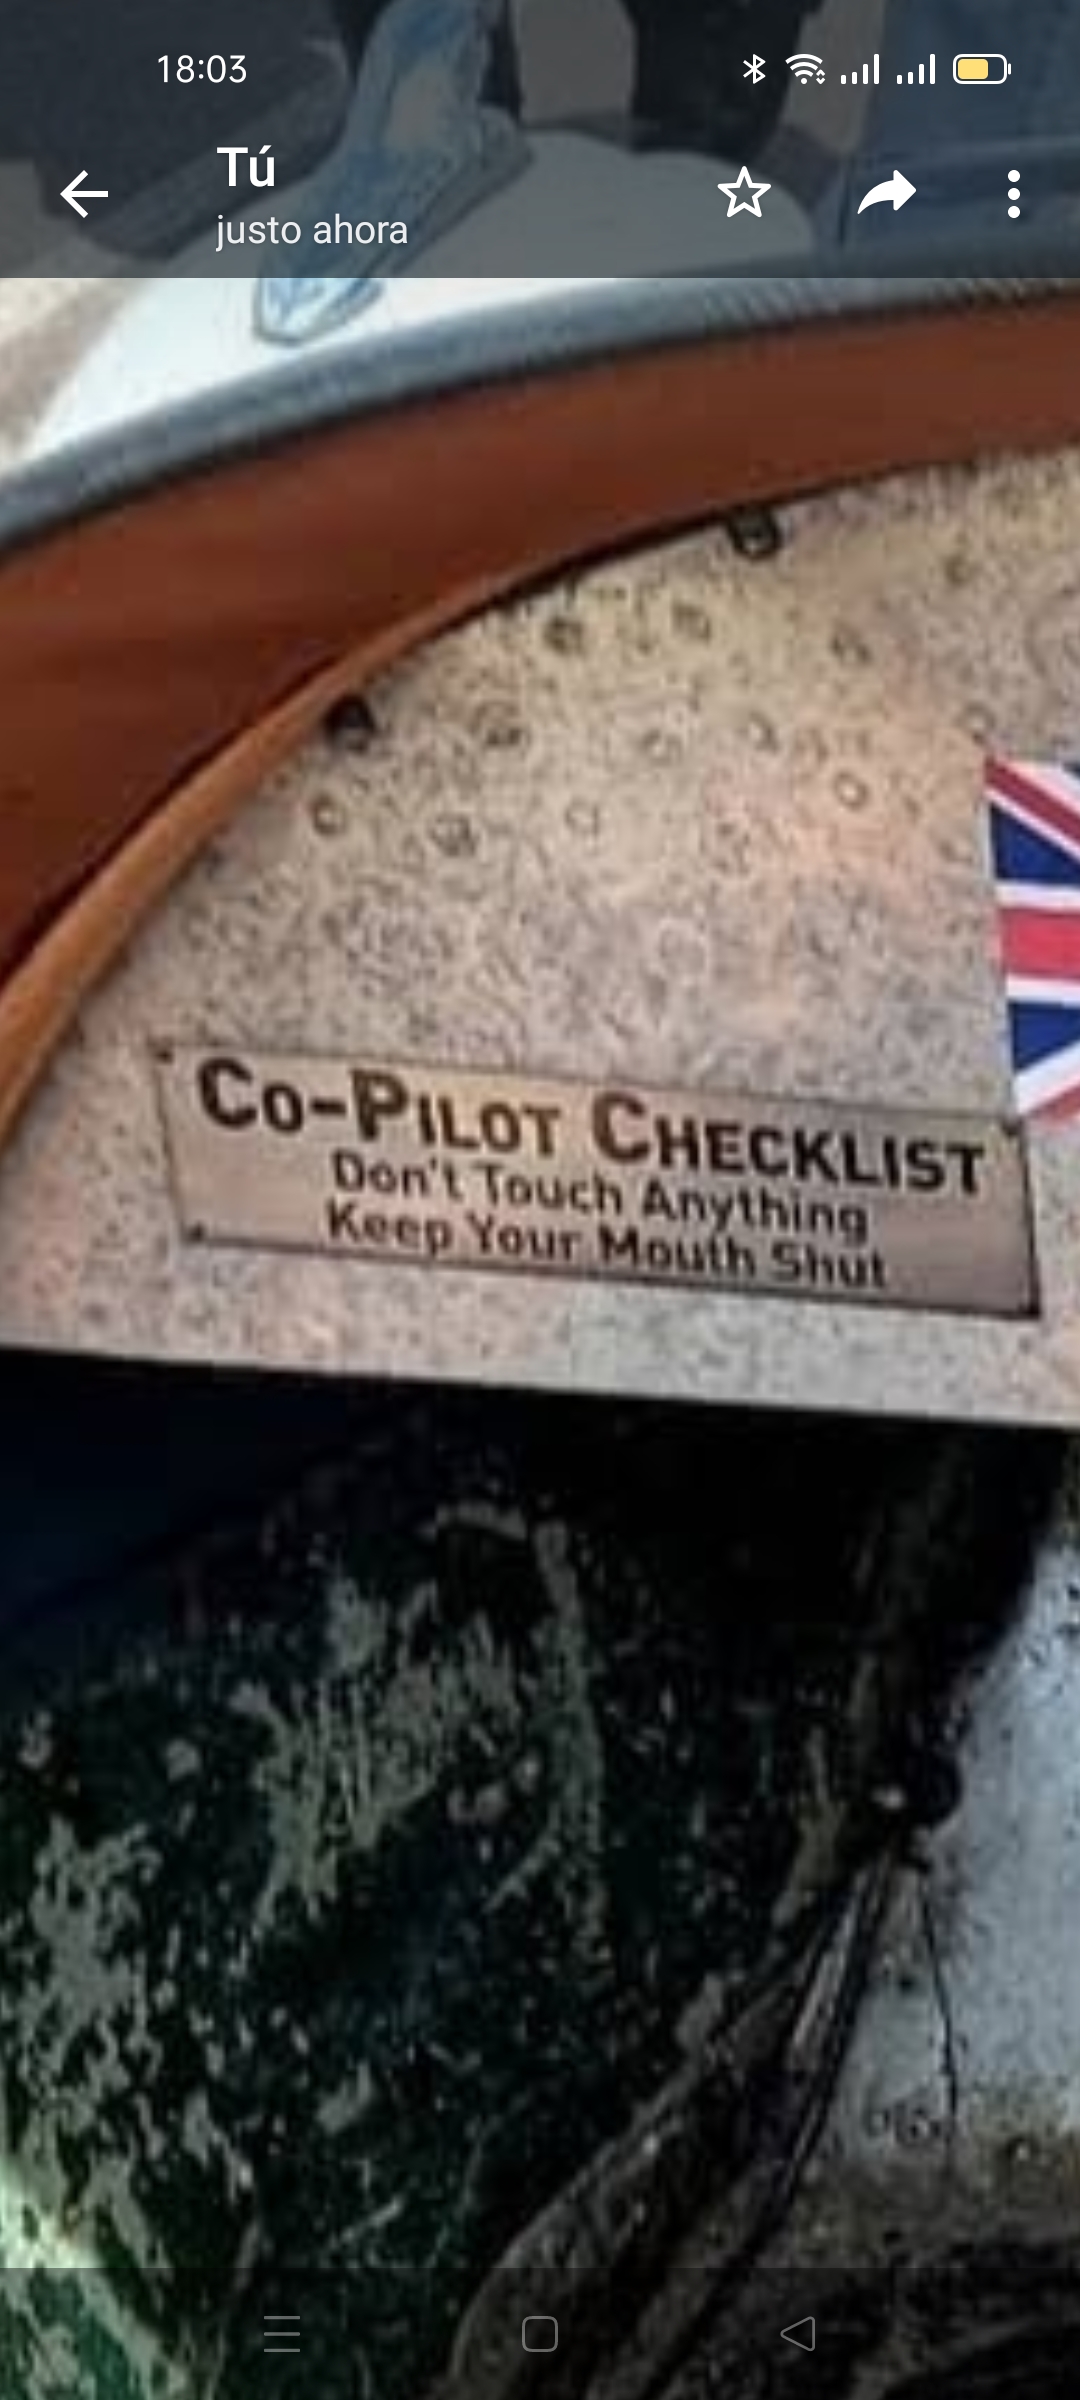 18:03
Tú
justo ahora
Co-Pilot Checklist
Don't Touch Anything
Keep Your Mouth Shut